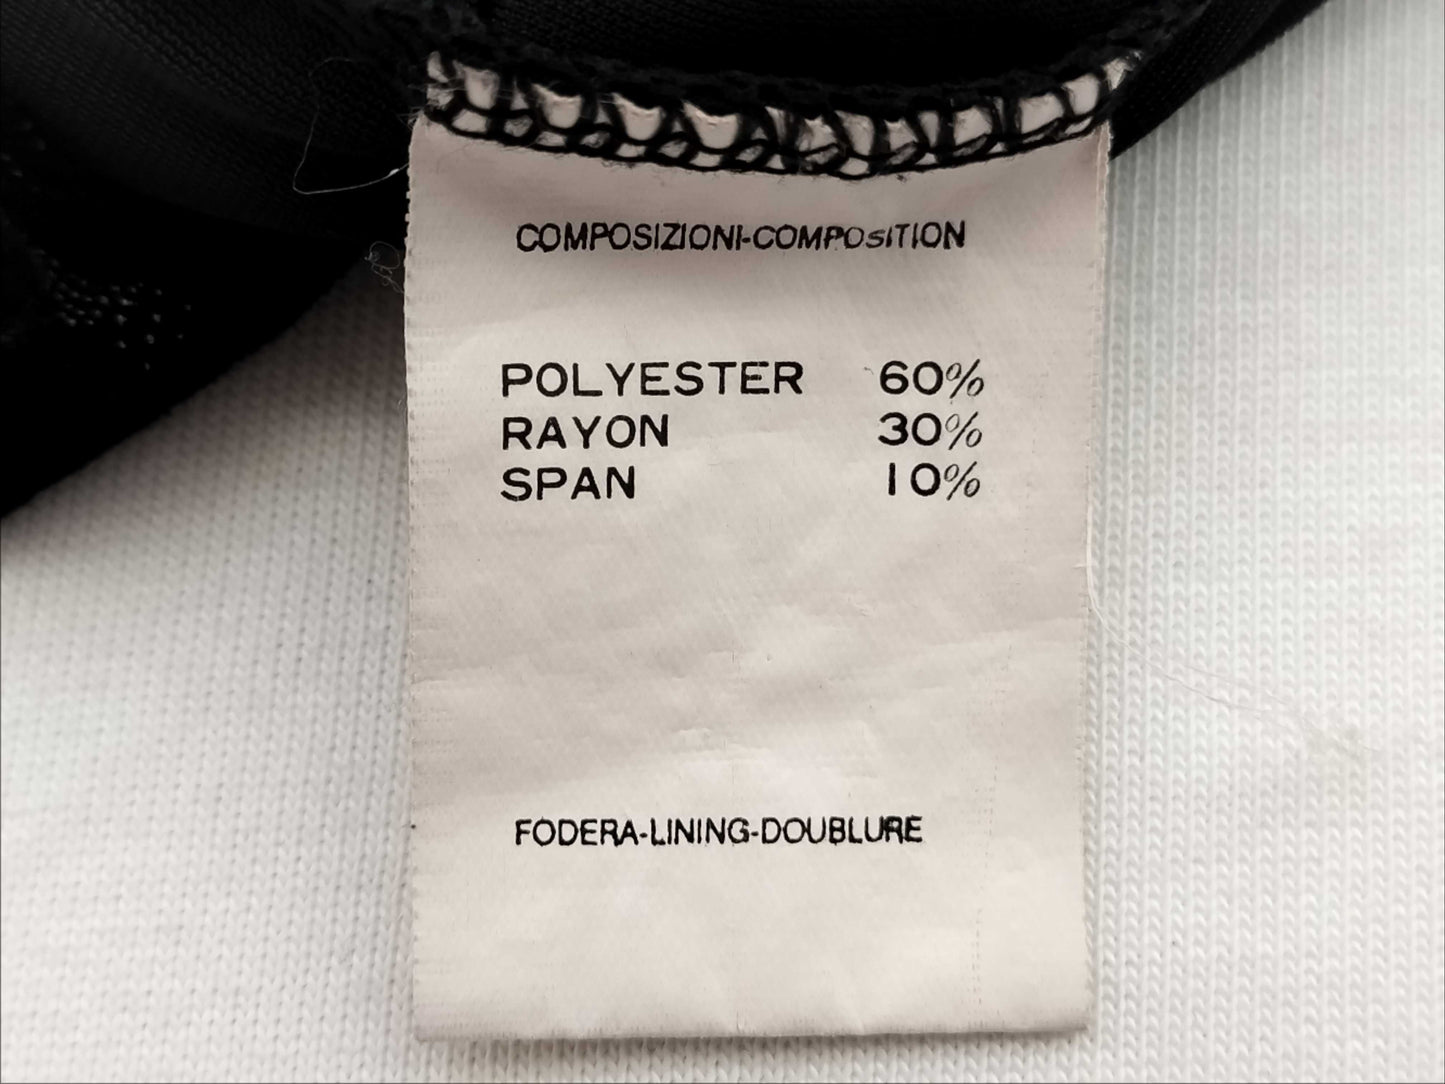 COMPOSIZIONI-COMPOSITION
POLYESTER 60%
RAYON 30%
SPAN 10%
FODERA-LINING-DOUBLURE